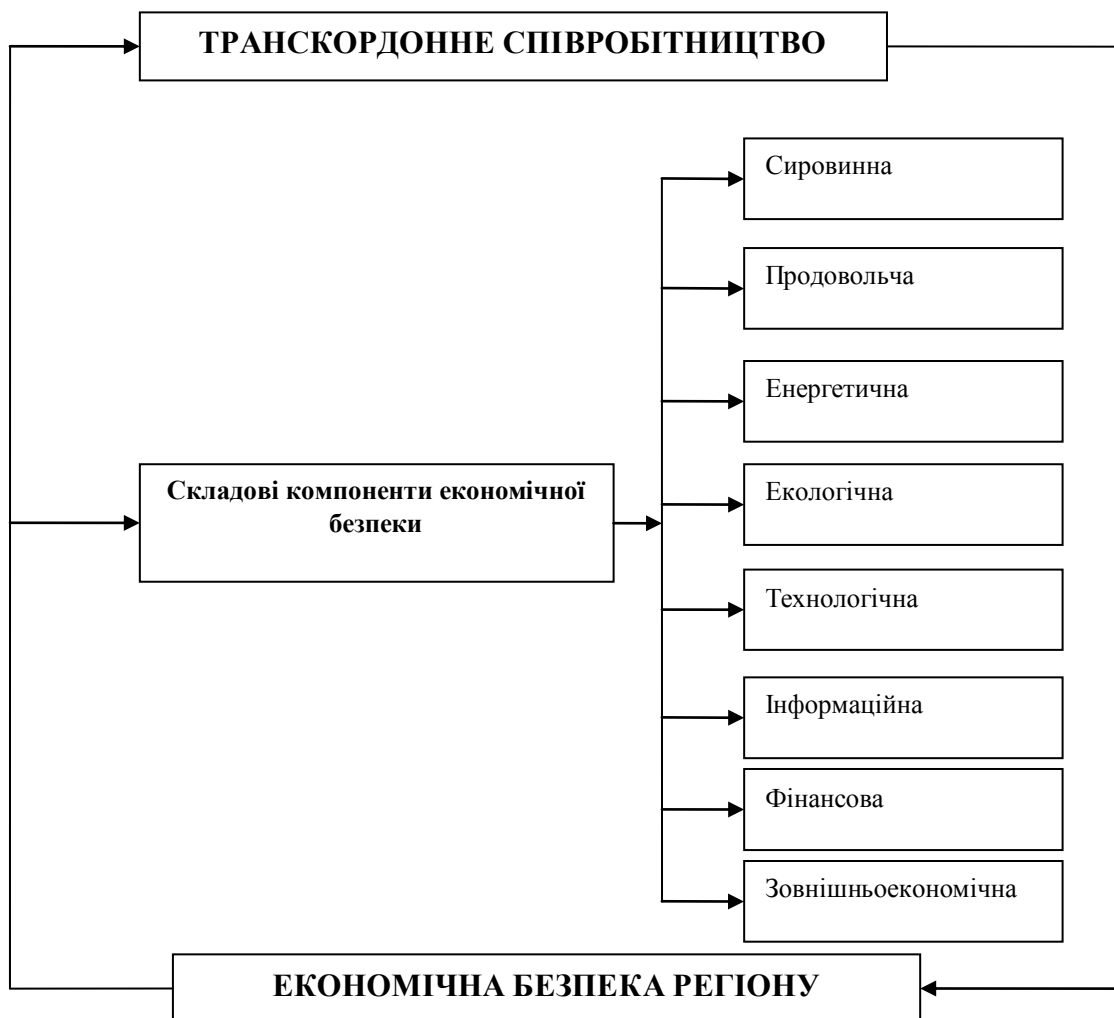 ТРАНСКОРДОННЕ СПІВРОБІТНИЦТВО
Сировинна
Продовольча
Енергетична
Складові компоненти економічної
безпеки
Екологічна
Технологічна
Інформаційна
Фінансова
Зовнішньоекономічна
ЕКОНОМІЧНА БЕЗПЕКА РЕГІОНУ